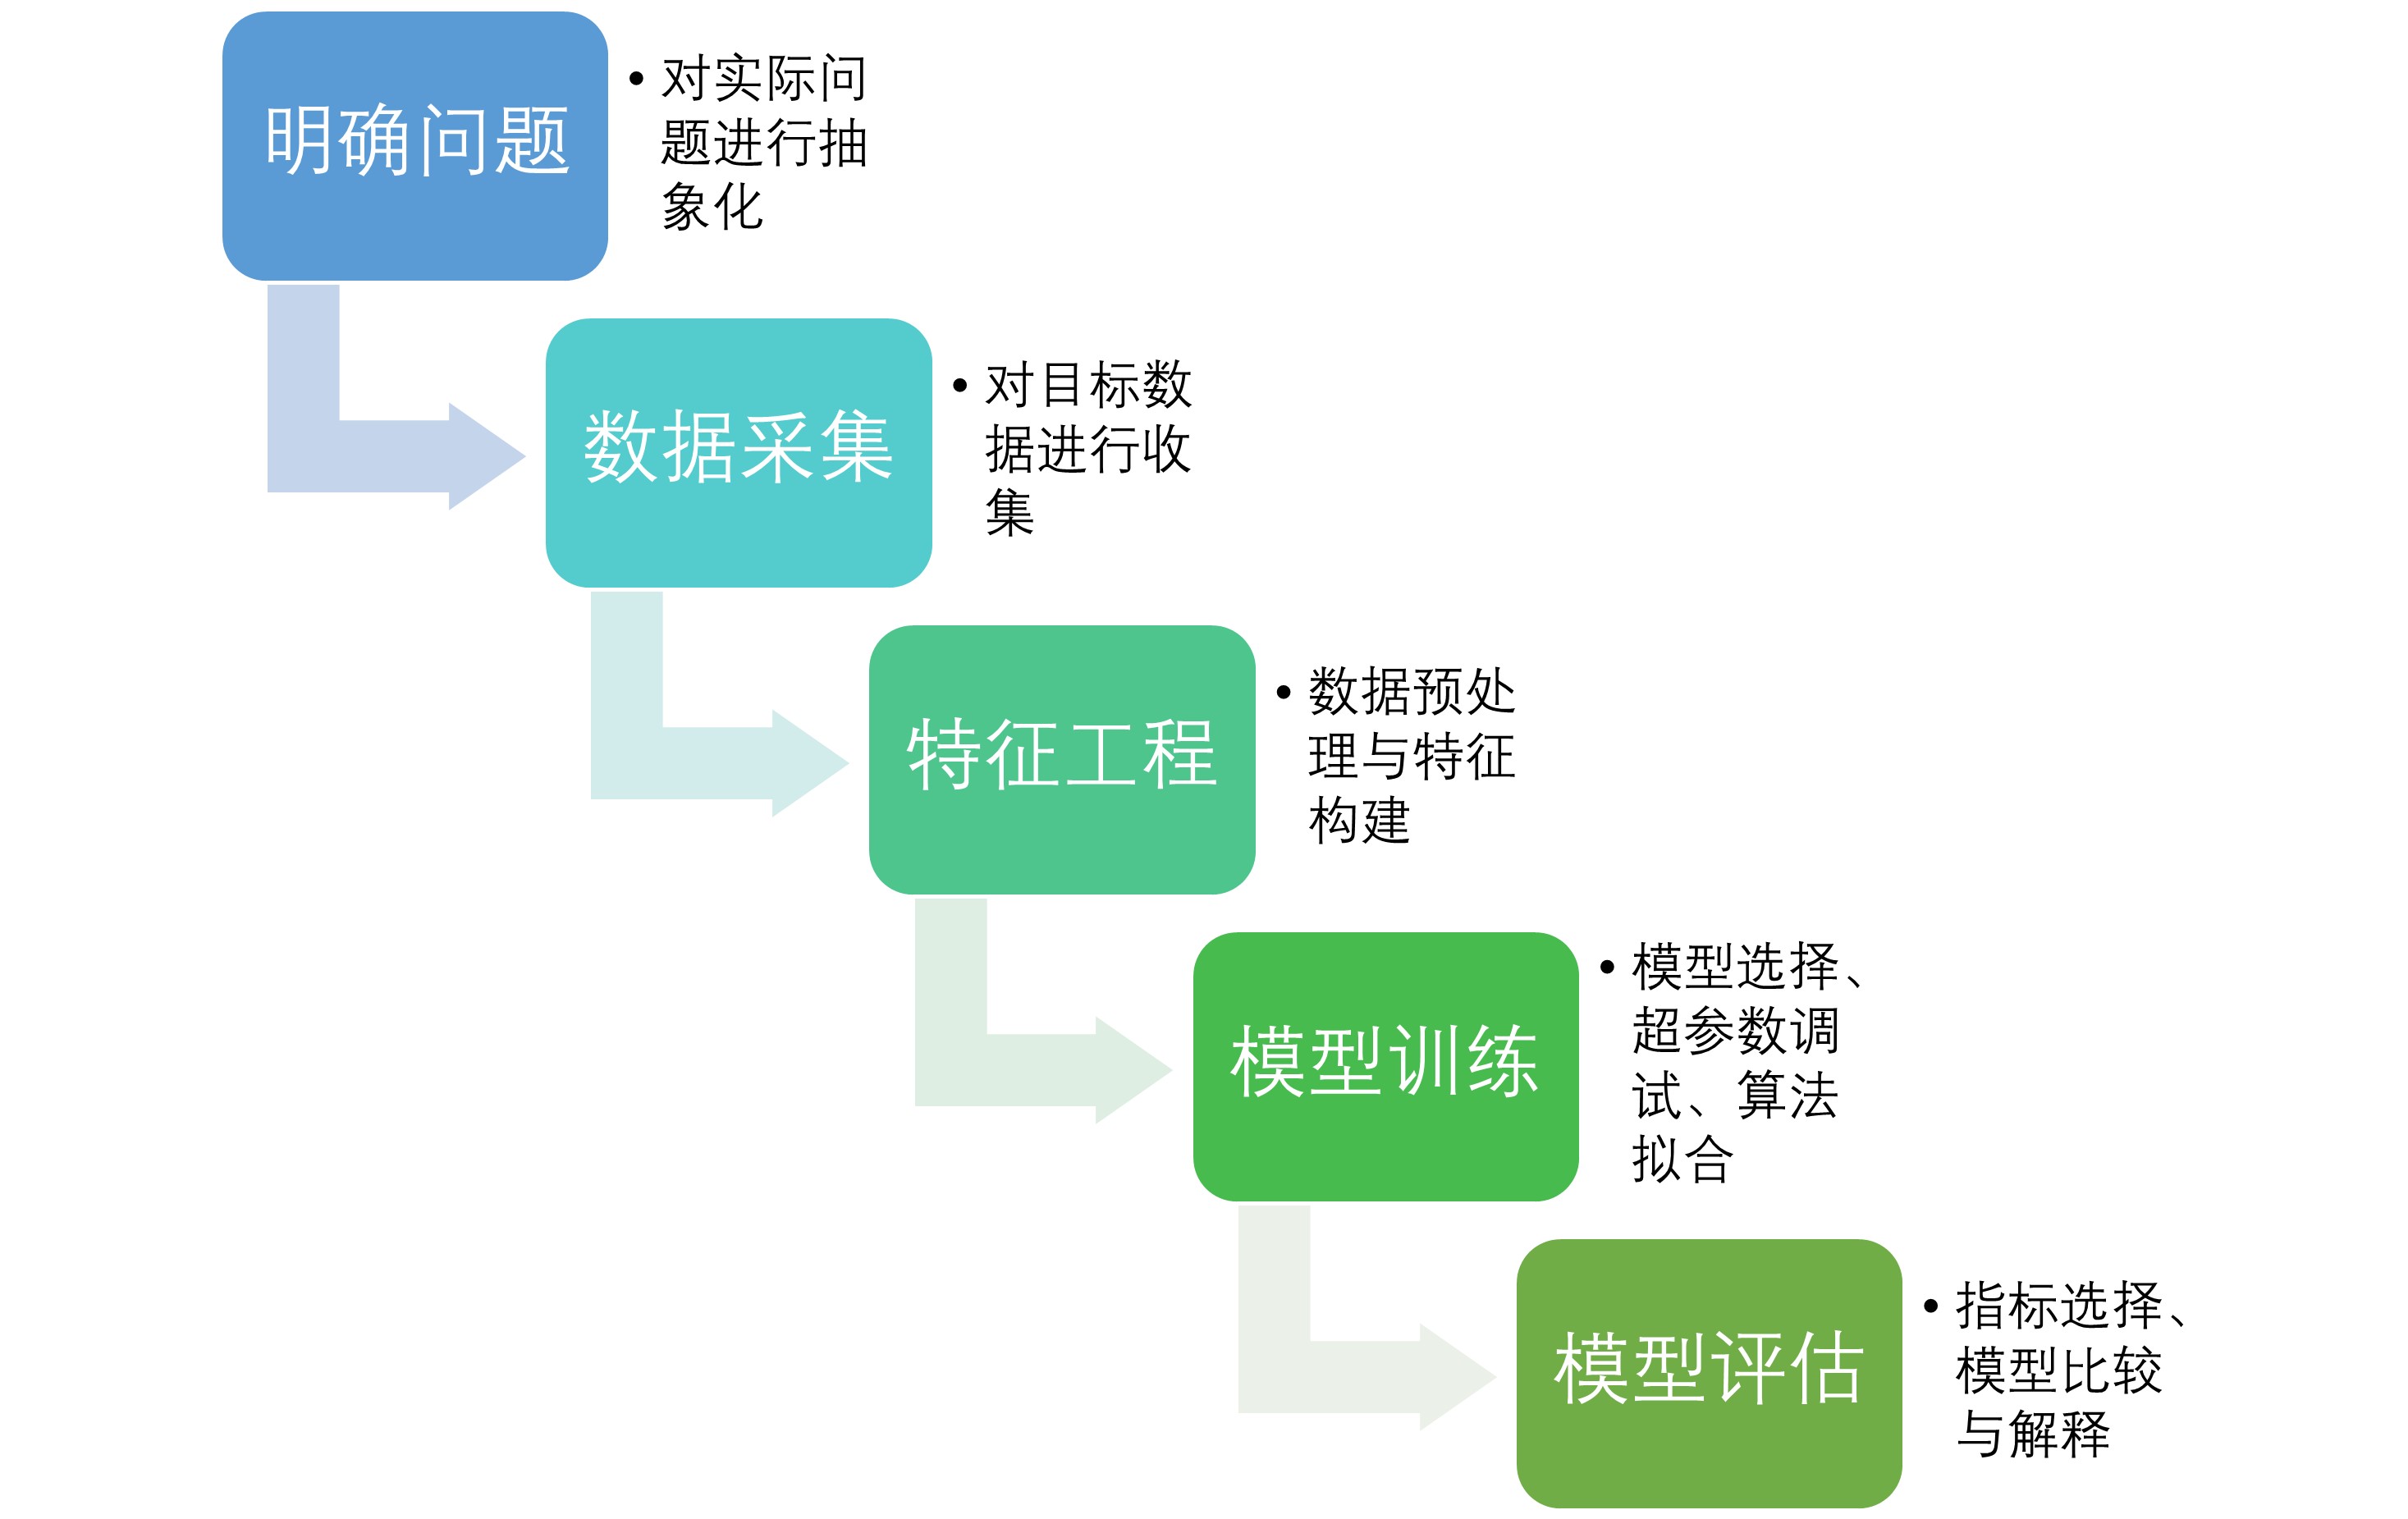 明确问题
• 对实际问
题进行抽
象化
数据采集
• 对目标数
据进行收
集
特征工程
• 数据预处
理与特征
构建
模型训练
• 模型选择、
超参数调
试、算法
拟合
模型评估
• 指标选择、
模型比较
与解释